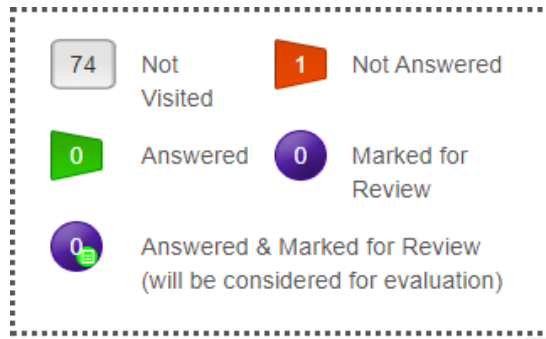 74 Not Visited
1 Not Answered
0 Answered
0 Marked for Review
0 Answered & Marked for Review
(will be considered for evaluation)